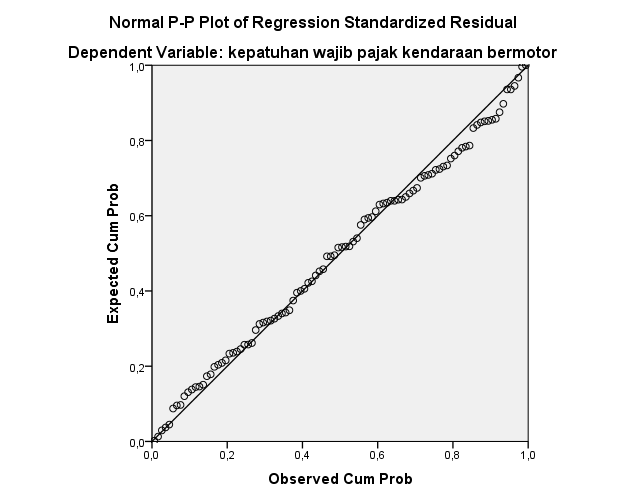 Normal P-P Plot of Regression Standardized Residual
Dependent Variable: kepatuhan wajib pajak kendaraan bermotor
1,0
0,8
0,6
0,4
0,2
0,0
Expected Cum Prob
0,0 0,2 0,4 0,6 0,8 1,0
Observed Cum Prob